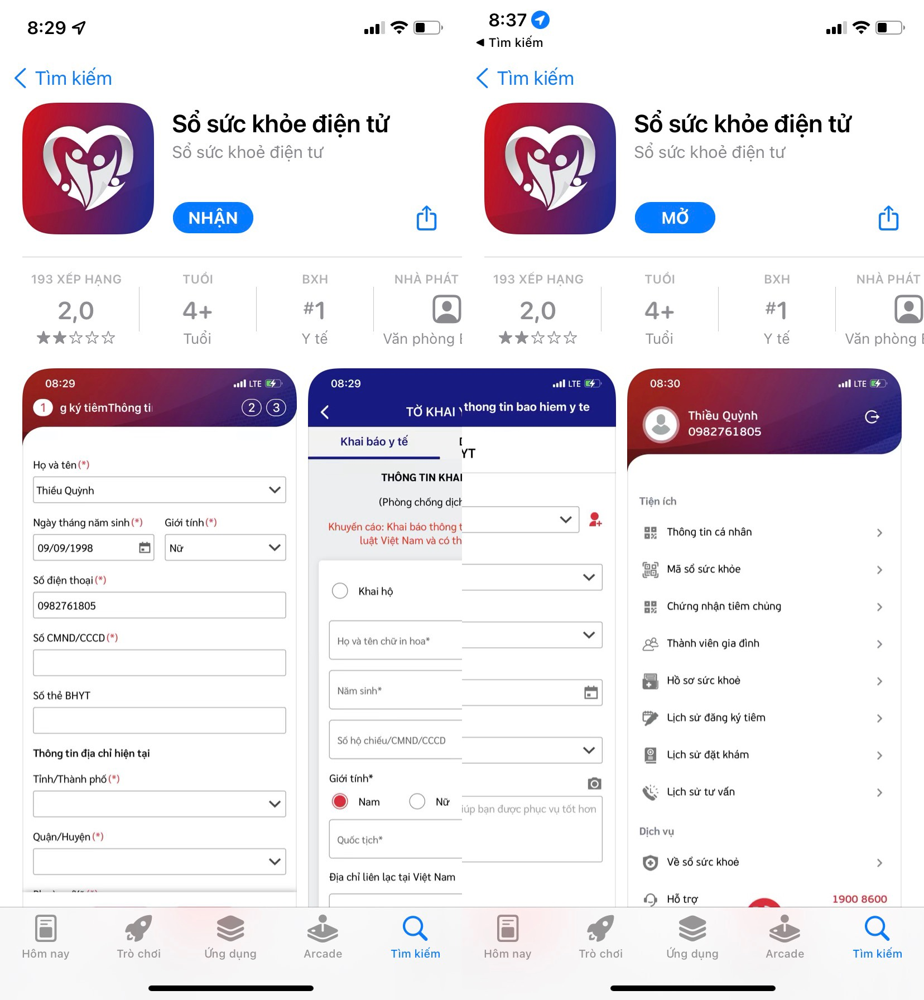 8:29
Tìm kiếm
Sổ sức khỏe điện tử
Sổ sức khoẻ điện tư
NHẬN
193 XẾP HẠNG
2,0
TUỔI
4+
Tuổi
BXH
#1
Y tế
NHÀ PHÁT
Văn phòng
08:29
LTE
1
g ký tiêmThông ti
2
3
Họ và tên (*)
Thiều Quỳnh
Ngày tháng năm sinh (*)
Giới tính (*)
09/09/1998
Nữ
Số điện thoại (*)
0982761805
Số CMND/CCCD (*)
Số thẻ BHYT
Thông tin địa chỉ hiện tại
Tỉnh/Thành phố (*)
Quận/Huyện (*)
08:29
TỜ KHAI
Khai báo y tế
THÔNG TIN KHAI
(Phòng chống dịch
Khuyến cáo: Khai báo thông t
luật Việt Nam và có th
Khai hộ
Họ và tên chữ in hoa*
Năm sinh*
Số hộ chiếu/CMND/CCCD
Giới tính*
Nam
Nữ
Quốc tịch*
Địa chỉ liên lạc tại Việt Nam
Hôm nay
Trò chơi
Ứng dụng
Arcade
Tìm kiếm
8:37
Tìm kiếm
Tìm kiếm
Sổ sức khỏe điện tử
Sổ sức khoẻ điện tư
MỞ
193 XẾP HẠNG
2,0
TUỔI
4+
Tuổi
BXH
#1
Y tế
NHÀ PHÁT
Văn phòng
LTE
thong tin bao hiem y te
YT
iúp bạn được phục vụ tốt hơn
08:30
LTE
Thiều Quỳnh
0982761805
Tiện ích
Thông tin cá nhân
Mã sổ sức khỏe
Chứng nhận tiêm chủng
Thành viên gia đình
Hồ sơ sức khoẻ
Lịch sử đăng ký tiêm
Lịch sử đặt khám
Lịch sử tư vấn
Dịch vụ
Về sổ sức khoẻ
Hỗ trợ
1900 8600
Hôm nay
Trò chơi
Ứng dụng
Arcade
Tìm kiếm